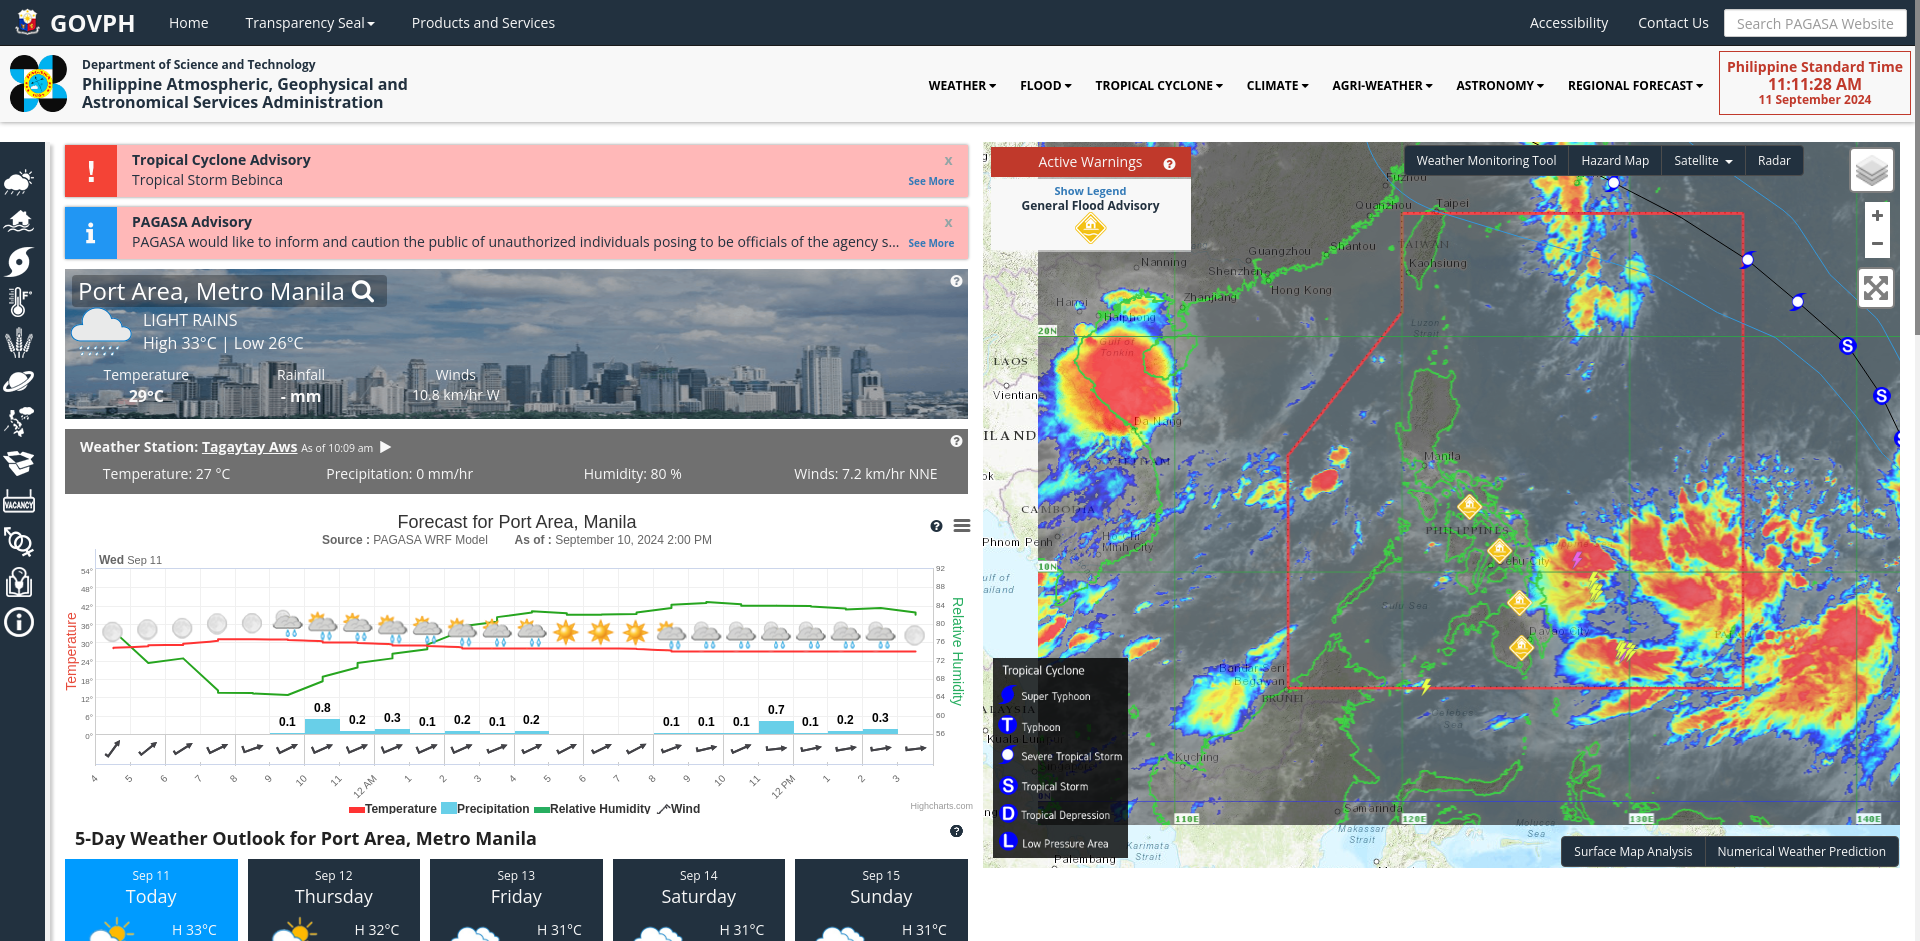 GOVPH
Home
Transparency Seal
Products and Services
Accessibility
Contact Us
Search PAGASA Website
Department of Science and Technology
Philippine Atmospheric, Geophysical and
Astronomical Services Administration
WEATHER
FLOOD
TROPICAL CYCLONE
CLIMATE
AGRI-WEATHER
ASTRONOMY
REGIONAL FORECAST
Philippine Standard Time
11:11:28 AM
11 September 2024
VACANCY
!
Tropical Cyclone Advisory
x
Tropical Storm Bebinca
See More
i
PAGASA Advisory
x
PAGASA would like to inform and caution the public of unauthorized individuals posing to be officials of the agency s...
See More
Port Area, Metro Manila
?
LIGHT RAINS
High 33°C | Low 26°C
Temperature
Rainfall
Winds
29°C
- mm
10.8 km/hr W
Weather Station: Tagaytay Aws As of 10:09 am
?
Temperature: 27 °C
Precipitation: 0 mm/hr
Humidity: 80 %
Winds: 7.2 km/hr NNE
Forecast for Port Area, Manila
?
Source : PAGASA WRF Model As of : September 10, 2024 2:00 PM
Wed Sep 11
54°
48°
42°
36°
30°
24°
18°
12°
6°
0°
Temperature
92
88
84
80
76
72
68
64
60
56
Relative Humidity
0.1
0.8
0.2
0.3
0.1
0.2
0.1
0.2
0.1
0.1
0.1
0.7
0.1
0.2
0.3
4
5
6
7
8
9
10
11
12 AM
1
2
3
4
5
6
7
8
9
10
11
12 PM
1
2
3
Temperature
Precipitation
Relative Humidity
Wind
Highcharts.com
5-Day Weather Outlook for Port Area, Metro Manila
?
Sep 11
Today
H 33°C
Sep 12
Thursday
H 32°C
Sep 13
Friday
H 31°C
Sep 14
Saturday
H 31°C
Sep 15
Sunday
H 31°C
Active Warnings
?
Show Legend
General Flood Advisory
Weather Monitoring Tool
Hazard Map
Satellite
Radar
+
−
Fuzhou
Quanzhou
Taipei
Guangzhou
Shantou
TAIWAN
Nanning
Shenzhen
Kaohsiung
Hanoi
Zhanjiang
Hong Kong
Haiphong
20N
Luzon
Strait
Gulf of
Tonkin
LAOS
Vientian
Da Nang
ILAND
VIETNAM
Manila
ok
CAMBODIA
PHILIPPINES
Phnom Penh
Ho Chi
Minh City
10N
Cebu City
ulf of
ailand
Sulu Sea
Davao City
PALAU
Bandar Seri
Begawan
BRUNEI
ALAYSIA
Celebes
Sea
Kuala Lumpur
Kuching
Samarinda
110E
120E
130E
140E
Makassar
Strait
Molucca
Sea
Karimata
Strait
Palembang
S
S
Tropical Cyclone
Super Typhoon
T Typhoon
Severe Tropical Storm
S Tropical Storm
D Tropical Depression
L Low Pressure Area
Surface Map Analysis
Numerical Weather Prediction